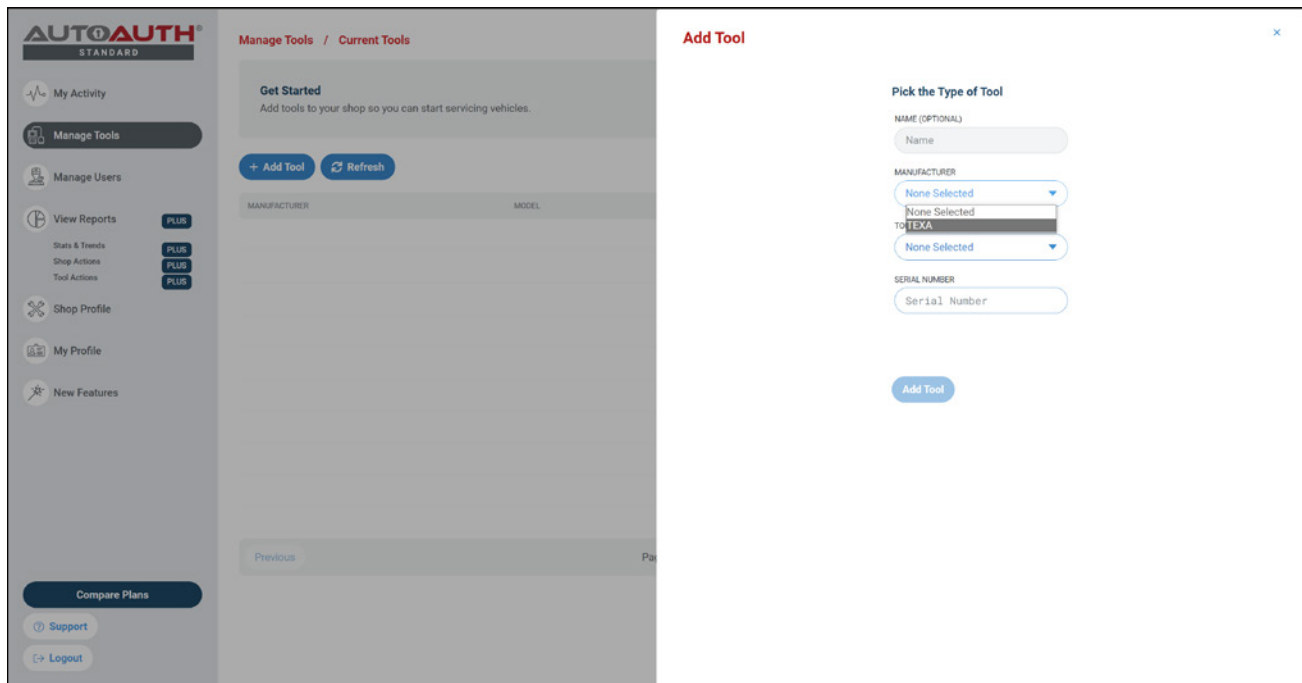 AUTOAUTH®
STANDARD
My Activity
Manage Tools
Manage Users
View Reports PLUS
Stats & Trends PLUS
Shop Actions PLUS
Tool Actions PLUS
Shop Profile
My Profile
New Features
Compare Plans
Support
Logout
Manage Tools / Current Tools
Get Started
Add tools to your shop so you can start servicing vehicles.
+ Add Tool Refresh
MANUFACTURER MODEL
Previous Pag
Add Tool ×
Pick the Type of Tool
NAME (OPTIONAL)
Name
MANUFACTURER
None Selected
None Selected
TO
TEXA
None Selected
SERIAL NUMBER
Serial Number
Add Tool